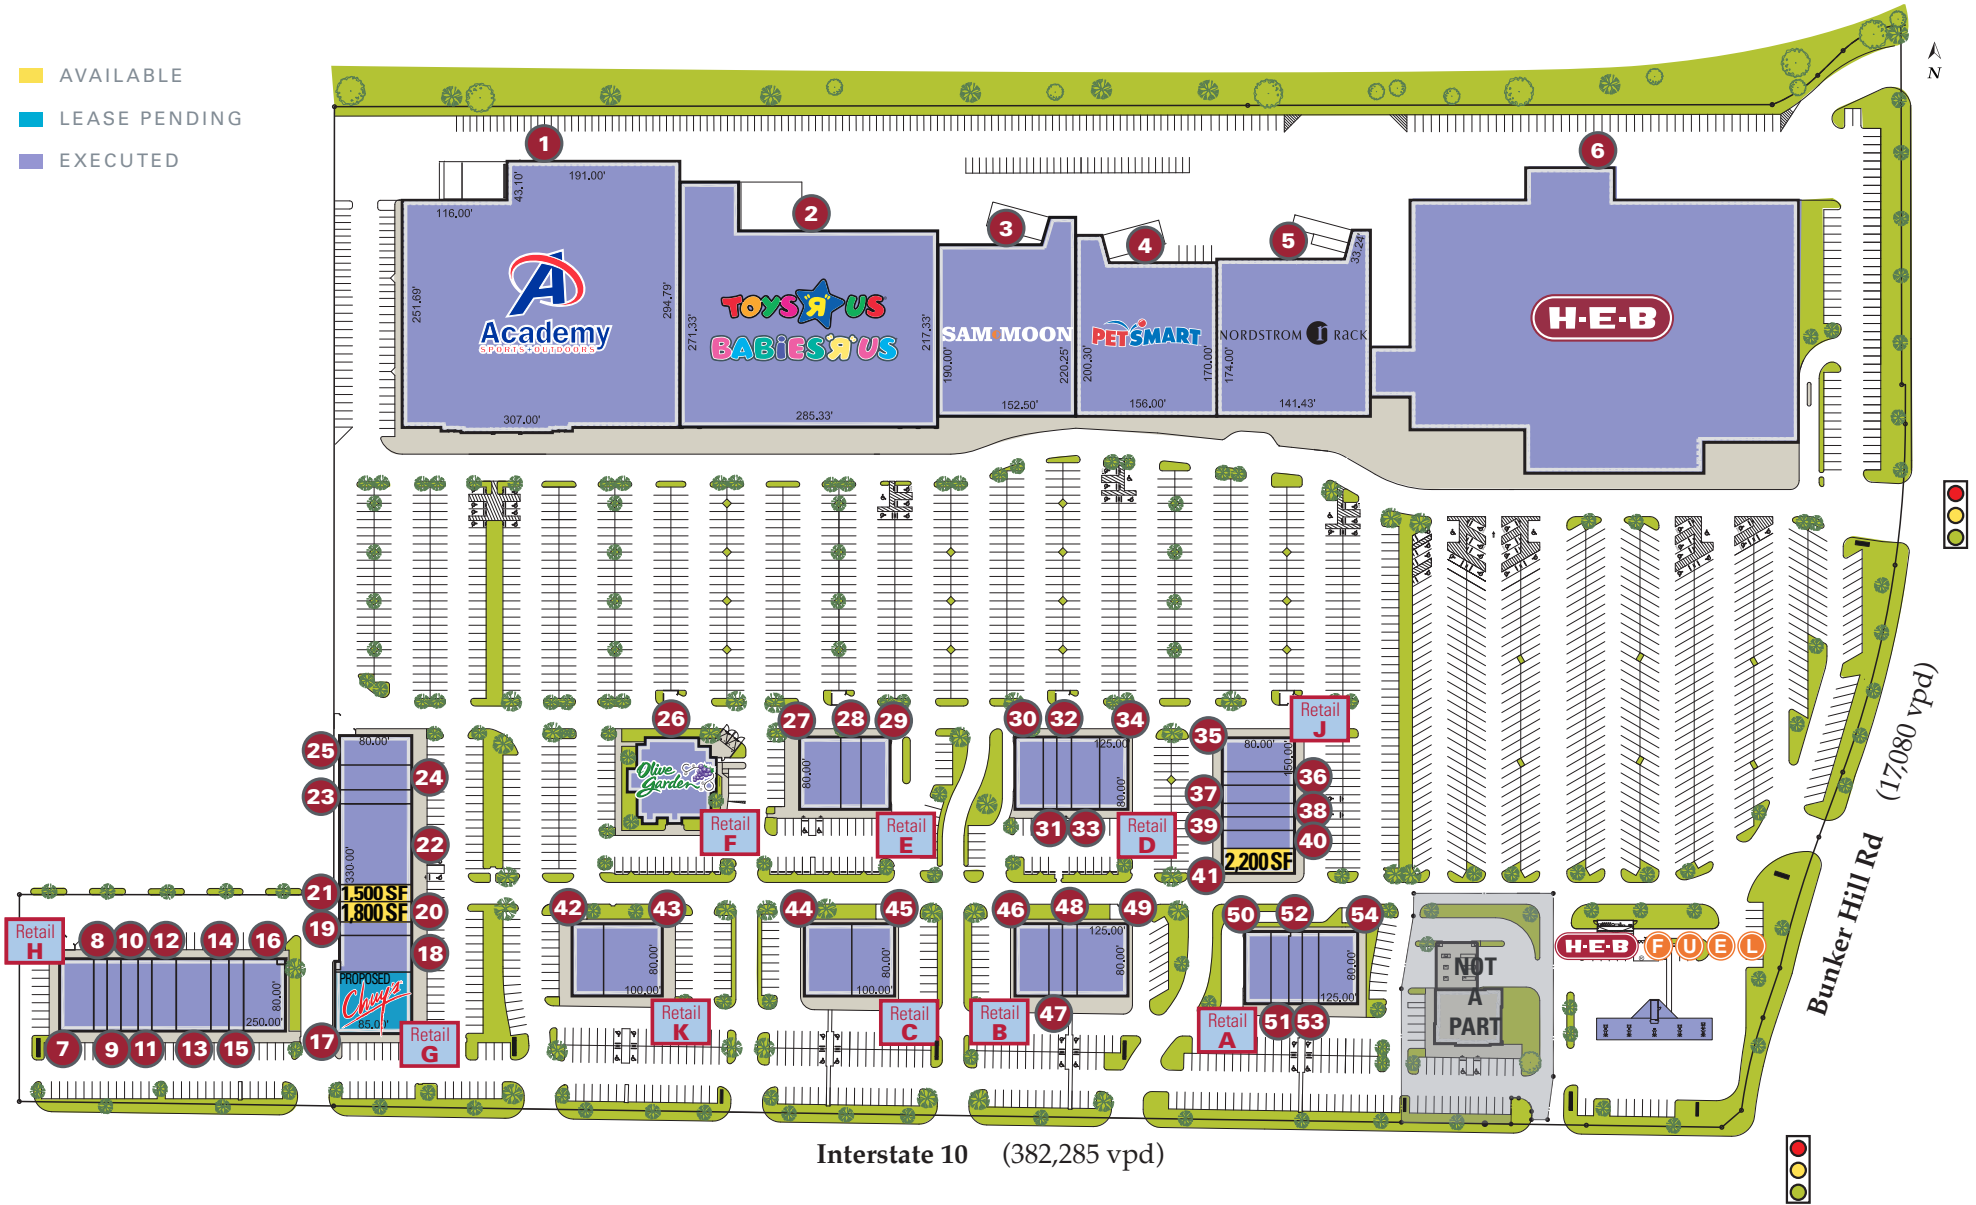 AVAILABLE
LEASE PENDING
EXECUTED
N
1
2
3
4
5
6
191.00'
43.10'
116.00'
251.69'
294.79'
307.00'
A
Academy
SPORTS+OUTDOORS
271.33'
217.33'
285.33'
TOYS "R" US
BABIES "R" US
190.00'
220.25'
152.50'
SAM MOON
200.30'
170.00'
156.00'
PETSMART
174.00'
33.24'
141.43'
NORDSTROM r Rack
H-E-B
25
24
23
22
21
20
19
18
17
80.00'
330.00'
1,500 SF
1,800 SF
PROPOSED
Chuy's
85.00'
Retail
G
26
Olive
Garden
Retail
F
27
28
29
80.00'
Retail
E
30
32
34
125.00'
80.00'
31
33
Retail
D
Retail
J
35
36
37
38
39
40
41
80.00'
150.00'
2,200 SF
Retail
H
8
10
12
14
16
80.00'
250.00'
7
9
11
13
15
42
43
80.00'
100.00'
Retail
K
44
45
80.00'
100.00'
Retail
C
46
48
49
125.00'
80.00'
47
Retail
B
50
52
54
80.00'
125.00'
51
53
Retail
A
NOT
A
PART
H-E-B FUEL
Bunker Hill Rd
(17,080 vpd)
Interstate 10 (382,285 vpd)